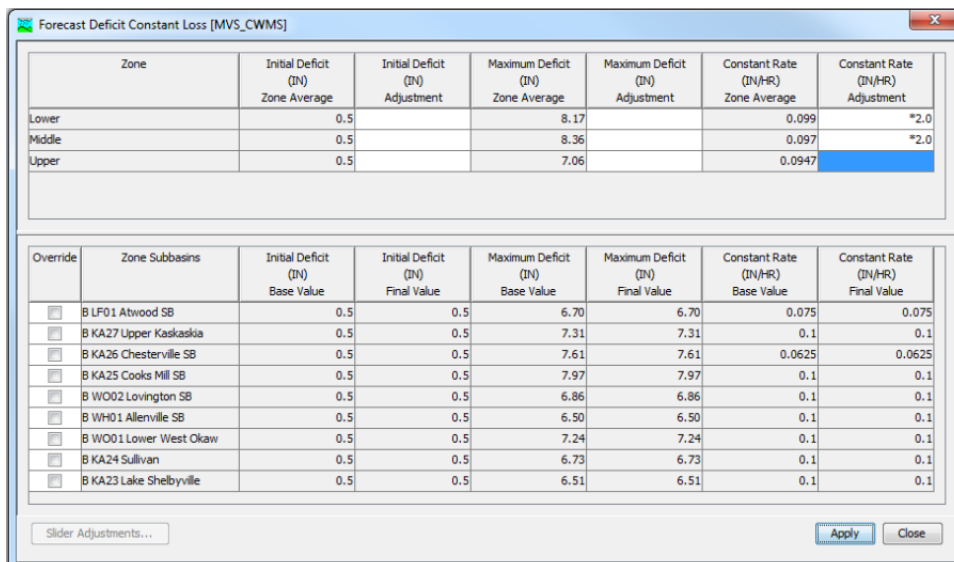 Forecast Deficit Constant Loss [MVS_CWMS]
Zone Initial Deficit Initial Deficit Maximum Deficit Maximum Deficit Constant Rate Constant Rate
(IN) (IN) (IN) (IN) (IN/HR) (IN/HR)
Zone Average Adjustment Zone Average Adjustment Zone Average Adjustment
Lower 0.5 8.17 0.099 *2.0
Middle 0.5 8.36 0.097 *2.0
Upper 0.5 7.06 0.0947
Override Zone Subbasins Initial Deficit Initial Deficit Maximum Deficit Maximum Deficit Constant Rate Constant Rate
(IN) (IN) (IN) (IN) (IN/HR) (IN/HR)
Base Value Final Value Base Value Final Value Base Value Final Value
B LF01 Atwood SB 0.5 0.5 6.70 6.70 0.075 0.075
B KA27 Upper Kaskaskia 0.5 0.5 7.31 7.31 0.1 0.1
B KA26 Chesterville SB 0.5 0.5 7.61 7.61 0.0625 0.0625
B KA25 Cooks Mill SB 0.5 0.5 7.97 7.97 0.1 0.1
B WO02 Lovington SB 0.5 0.5 6.86 6.86 0.1 0.1
B WH01 Allenville SB 0.5 0.5 6.50 6.50 0.1 0.1
B WO01 Lower West Okaw 0.5 0.5 7.24 7.24 0.1 0.1
B KA24 Sullivan 0.5 0.5 6.73 6.73 0.1 0.1
B KA23 Lake Shelbyville 0.5 0.5 6.51 6.51 0.1 0.1
Slider Adjustments... Apply Close